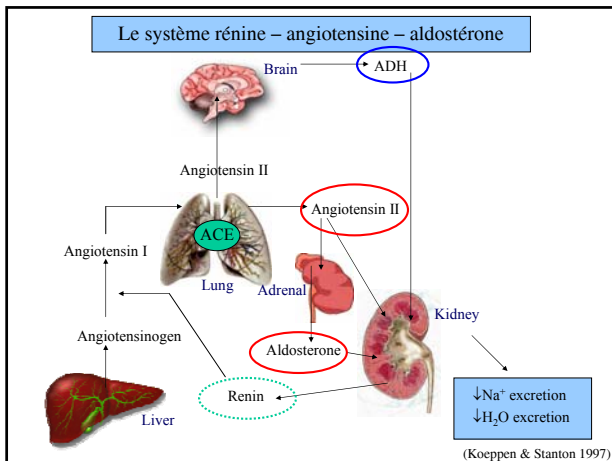 Le système rénine – angiotensine – aldostérone
Brain
ADH
Angiotensin II
Angiotensin II
ACE
Angiotensin I
Lung
Adrenal
Kidney
Angiotensinogen
Aldosterone
Renin
Liver
↓Na⁺ excretion
↓H₂O excretion
(Koeppen & Stanton 1997)